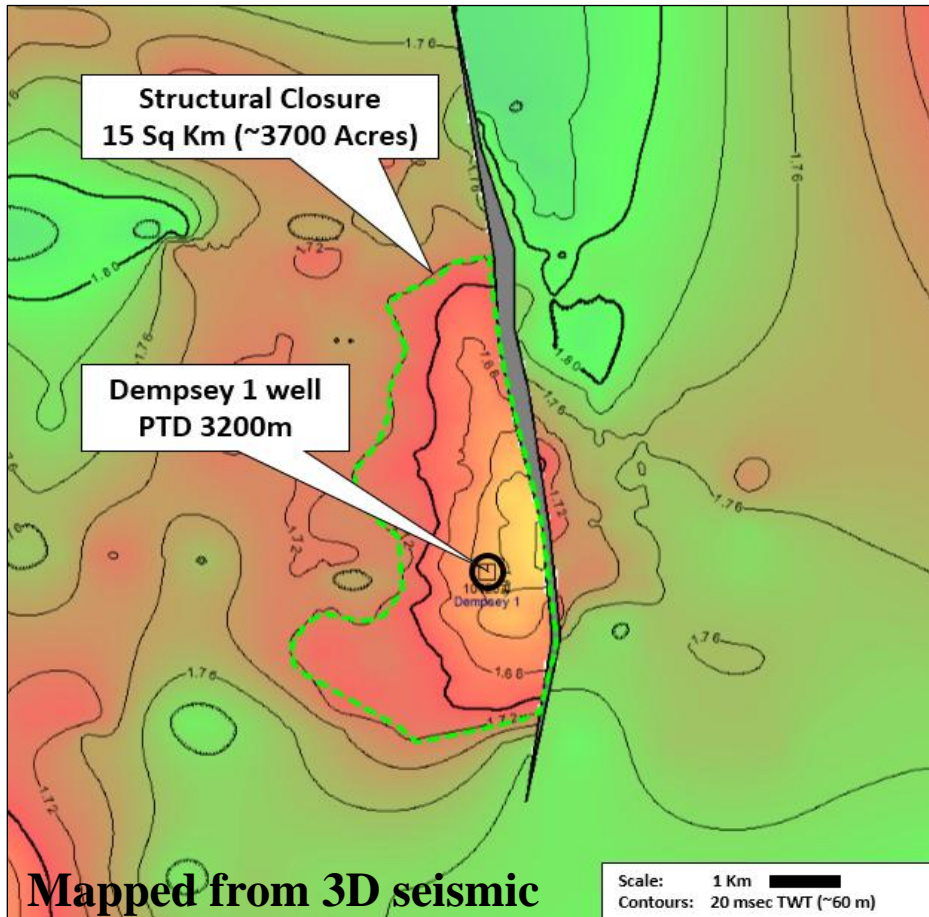 1.76
Structural Closure
15 Sq Km (~3700 Acres)
1.76
1.76
1.72
1.80
1.76
1.80
1.66
Dempsey 1 well
PTD 3200m
1.76
1.72
1.76
1.72
Dempsey 1
1.76
1.76
1.68
1.72
1.72
Mapped from 3D seismic
Scale: 1 Km
Contours: 20 msec TWT (~60 m)